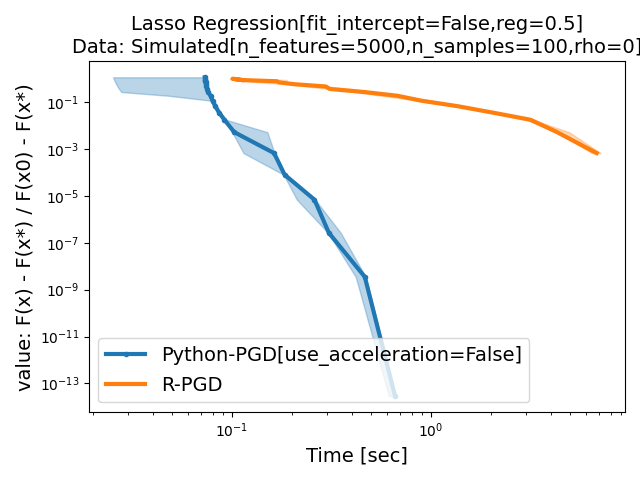 Lasso Regression[fit_intercept=False,reg=0.5]
Data: Simulated[n_features=5000,n_samples=100,rho=0]
value: F(x) - F(x*) / F(x0) - F(x*)
10⁻¹
10⁻³
10⁻⁵
10⁻⁷
10⁻⁹
10⁻¹¹
10⁻¹³
Python-PGD[use_acceleration=False]
R-PGD
10⁻¹ 10⁰
Time [sec]